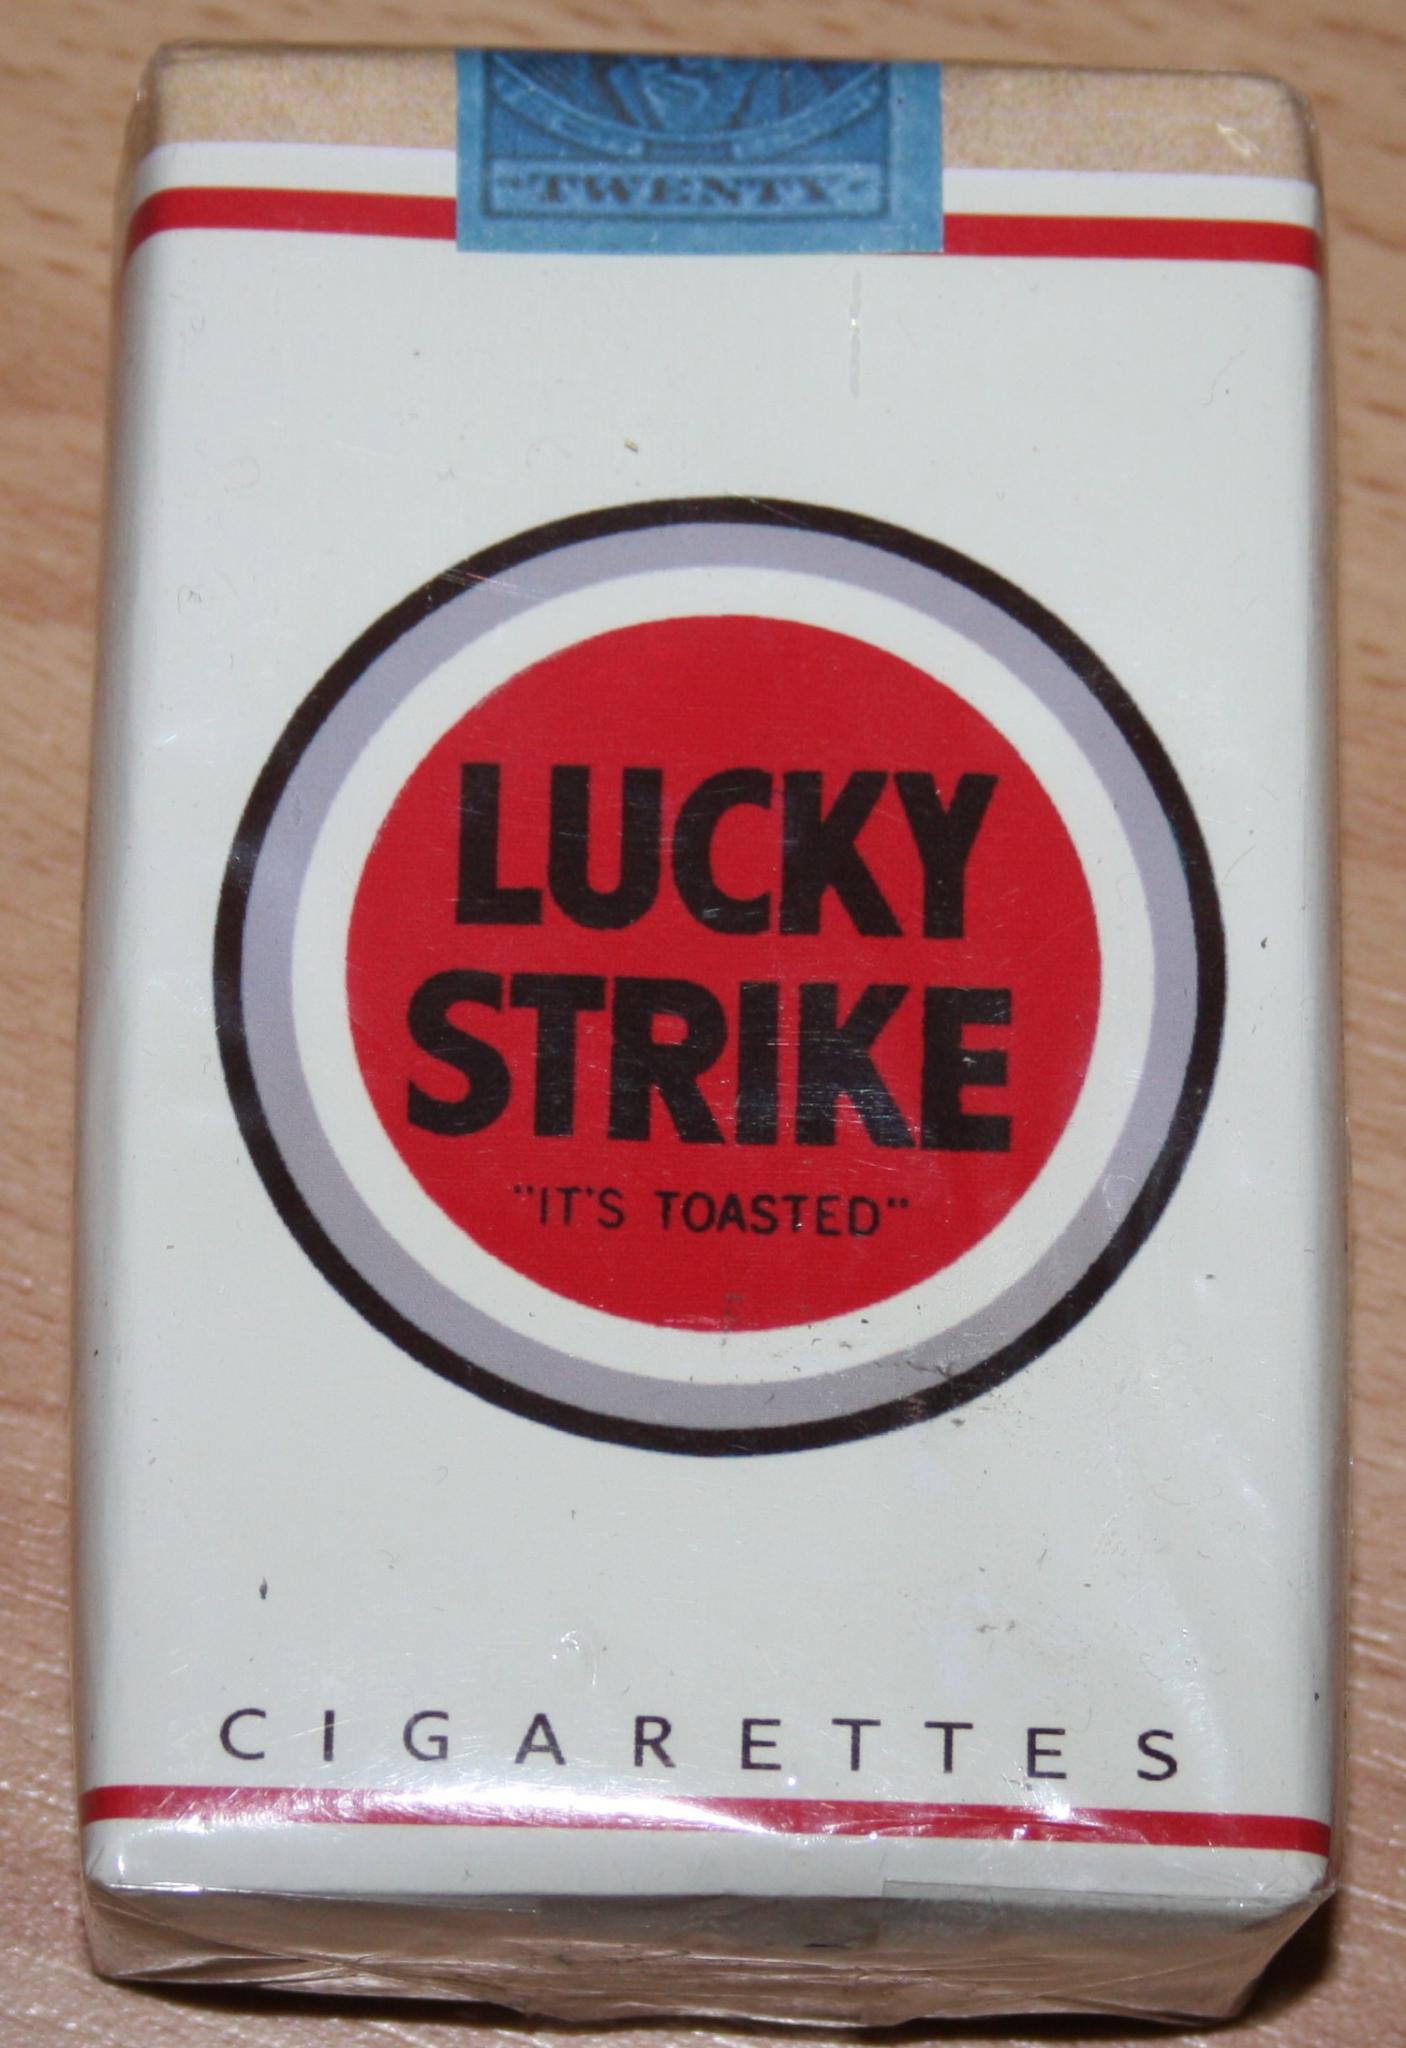 TWENTY
LUCKY
STRIKE
"IT'S TOASTED"
CIGARETTES